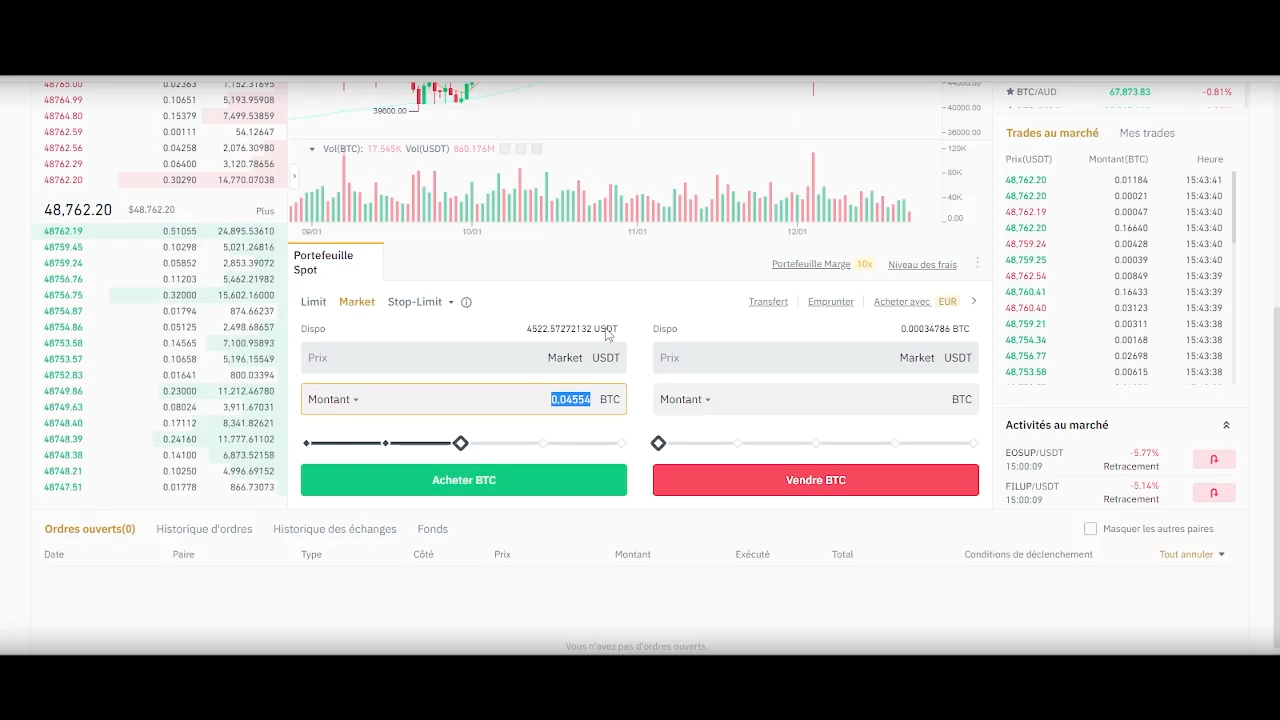 48765.00 0.02363 1,152.31695
48764.99 0.10651 5,193.95908
48764.80 0.15379 7,499.53859
48762.59 0.00111 54.12647
48762.56 0.04258 2,076.30980
48762.29 0.06400 3,120.78656
48762.20 0.30290 14,770.07038
48,762.20 $48,762.20 Plus
48762.19 0.51055 24,895.53610
48759.45 0.10298 5,021.24816
48759.24 0.05852 2,853.39072
48756.76 0.11203 5,462.21982
48756.75 0.32000 15,602.16000
48754.87 0.01794 874.66237
48754.86 0.05125 2,498.68657
48753.58 0.14565 7,100.95893
48753.57 0.10658 5,196.15549
48752.83 0.01641 800.03394
48749.86 0.23000 11,212.46780
48749.63 0.08024 3,911.67031
48748.40 0.17112 8,341.82621
48748.39 0.24160 11,777.61102
48748.38 0.14100 6,873.52158
48748.21 0.10250 4,996.69152
48747.51 0.01778 866.73073
39600.00
44000.00
40000.00
36000.00
Vol(BTC): 17.545K Vol(USDT) 860.176M
120K
80K
40K
0.00
09/01 10/01 11/01 12/01
Portefeuille
Spot
Portefeuille Marge 10x Niveau des frais
Limit Market Stop-Limit
Transfert Emprunter Acheter avec EUR
Dispo 4522.57272132 USDT
Prix Market USDT
Montant 0,04554 BTC
Acheter BTC
Dispo 0.00034786 BTC
Prix Market USDT
Montant BTC
Vendre BTC
BTC/AUD 67,873.83 -0.81%
Trades au marché Mes trades
Prix(USDT) Montant(BTC) Heure
48,762.20 0.01184 15:43:41
48,762.20 0.00021 15:43:41
48,762.19 0.00047 15:43:41
48,762.20 0.16640 15:43:41
48,759.24 0.00428 15:43:40
48,759.25 0.00039 15:43:40
48,762.54 0.00849 15:43:39
48,760.41 0.16433 15:43:39
48,760.40 0.03123 15:43:39
48,759.21 0.00311 15:43:38
48,754.34 0.00168 15:43:38
48,756.77 0.02698 15:43:38
48,753.58 0.00615 15:43:38
Activités au marché
EOSUP/USDT -5.77%
15:00:09 Retracement
FILUP/USDT -5.14%
15:00:09 Retracement
Ordres ouverts(0) Historique d'ordres Historique des échanges Fonds
Masquer les autres paires
Date Paire Type Côté Prix Montant Exécuté Total Conditions de déclenchement Tout annuler
Vous n'avez pas d'ordres ouverts.